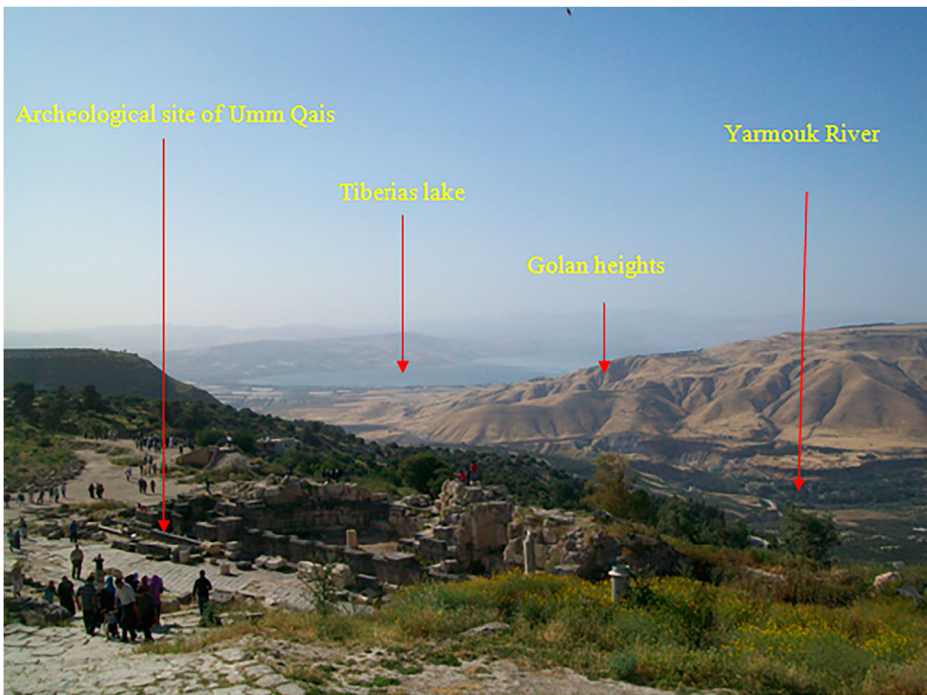 Archeological site of Umm Qais
Yarmouk River
Tiberias lake
Golan heights